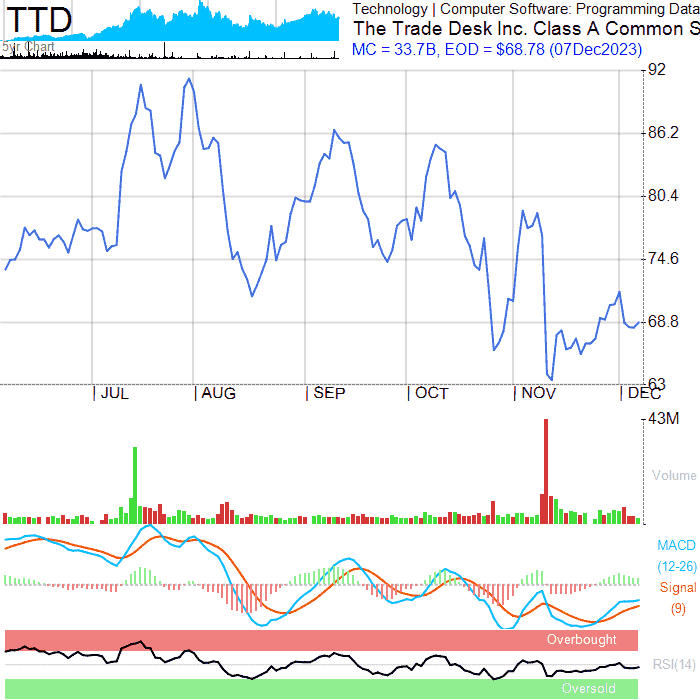 TTD
5yr Chart
Technology | Computer Software: Programming Data
The Trade Desk Inc. Class A Common S
MC = 33.7B, EOD = $68.78 (07Dec2023)
92
86.2
80.4
74.6
68.8
63
JUL AUG SEP OCT NOV DEC
43M
Volume
MACD
(12-26)
Signal
(9)
Overbought
RSI(14)
Oversold